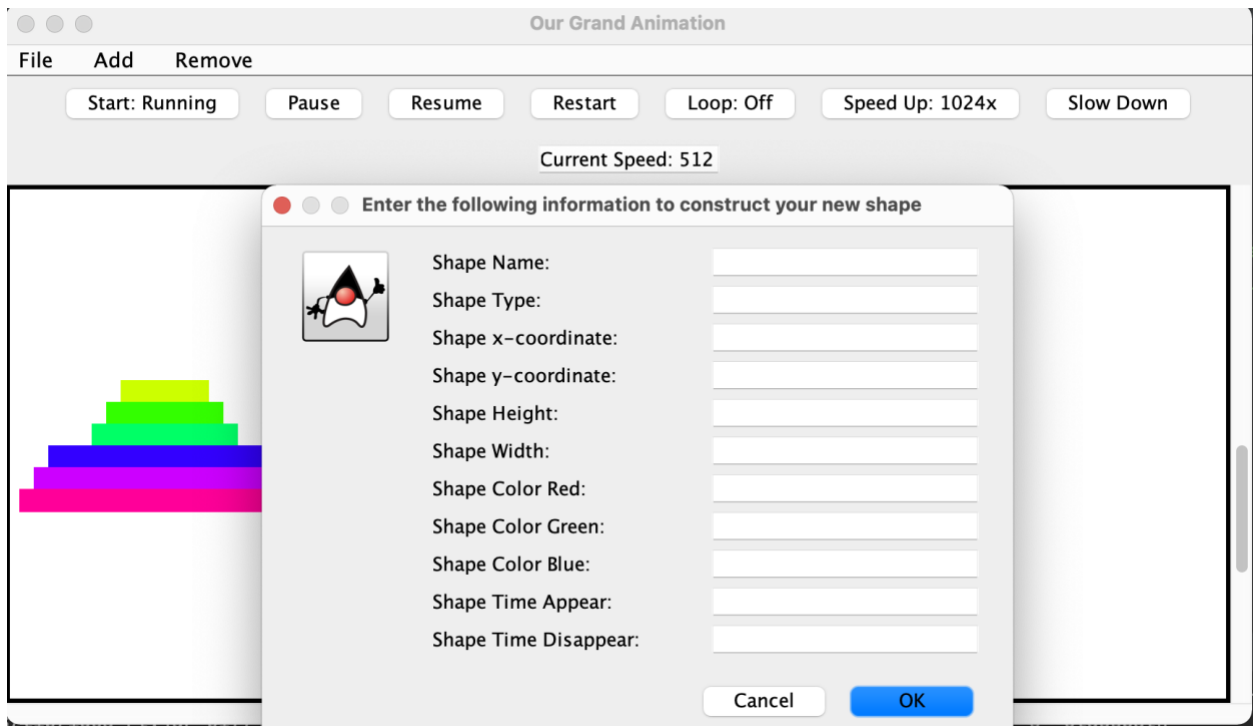 Our Grand Animation
File Add Remove
Start: Running Pause Resume Restart Loop: Off Speed Up: 1024x Slow Down
Current Speed: 512
Enter the following information to construct your new shape
Shape Name:
Shape Type:
Shape x-coordinate:
Shape y-coordinate:
Shape Height:
Shape Width:
Shape Color Red:
Shape Color Green:
Shape Color Blue:
Shape Time Appear:
Shape Time Disappear:
Cancel OK